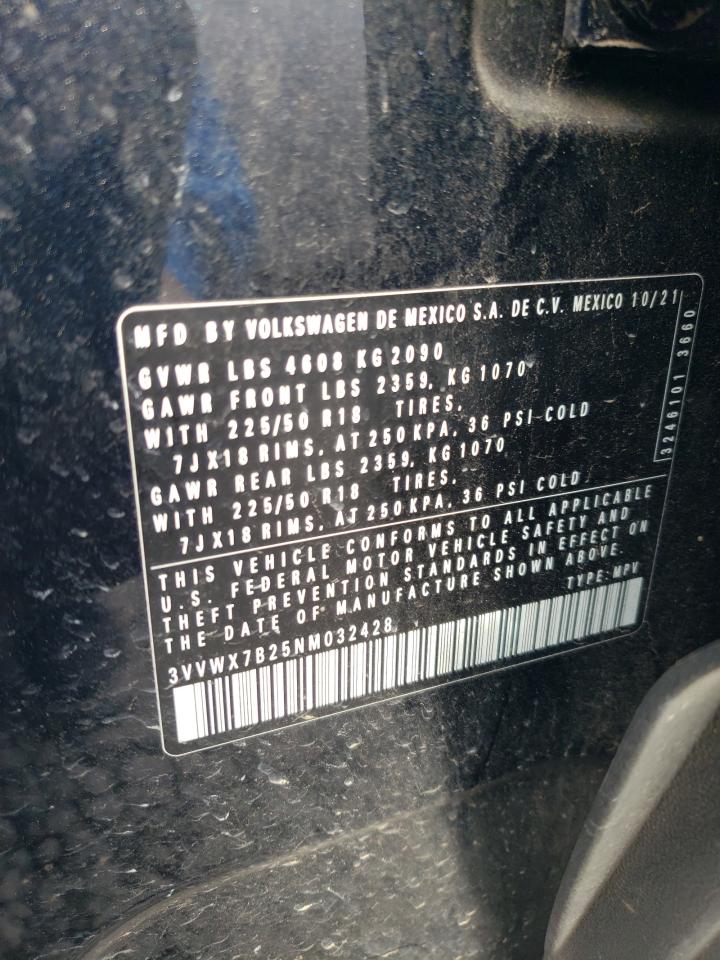 MFD BY VOLKSWAGEN DE MEXICO S.A. DE C.V. MEXICO 10/21
GVWR LBS 4608 KG 2090
GAWR FRONT LBS 2359, KG 1070
WITH 225/50 R18 TIRES,
7JX18 RIMS, AT 250 KPA, 36 PSI COLD
GAWR REAR LBS 2359, KG 1070
WITH 225/50 R18 TIRES,
7JX18 RIMS, AT 250 KPA, 36 PSI COLD
3246101 3660
THIS VEHICLE CONFORMS TO ALL APPLICABLE
U.S. FEDERAL MOTOR VEHICLE SAFETY AND
THEFT PREVENTION STANDARDS IN EFFECT ON
THE DATE OF MANUFACTURE SHOWN ABOVE.
3VVWX7B25NM032428 TYPE: MPV